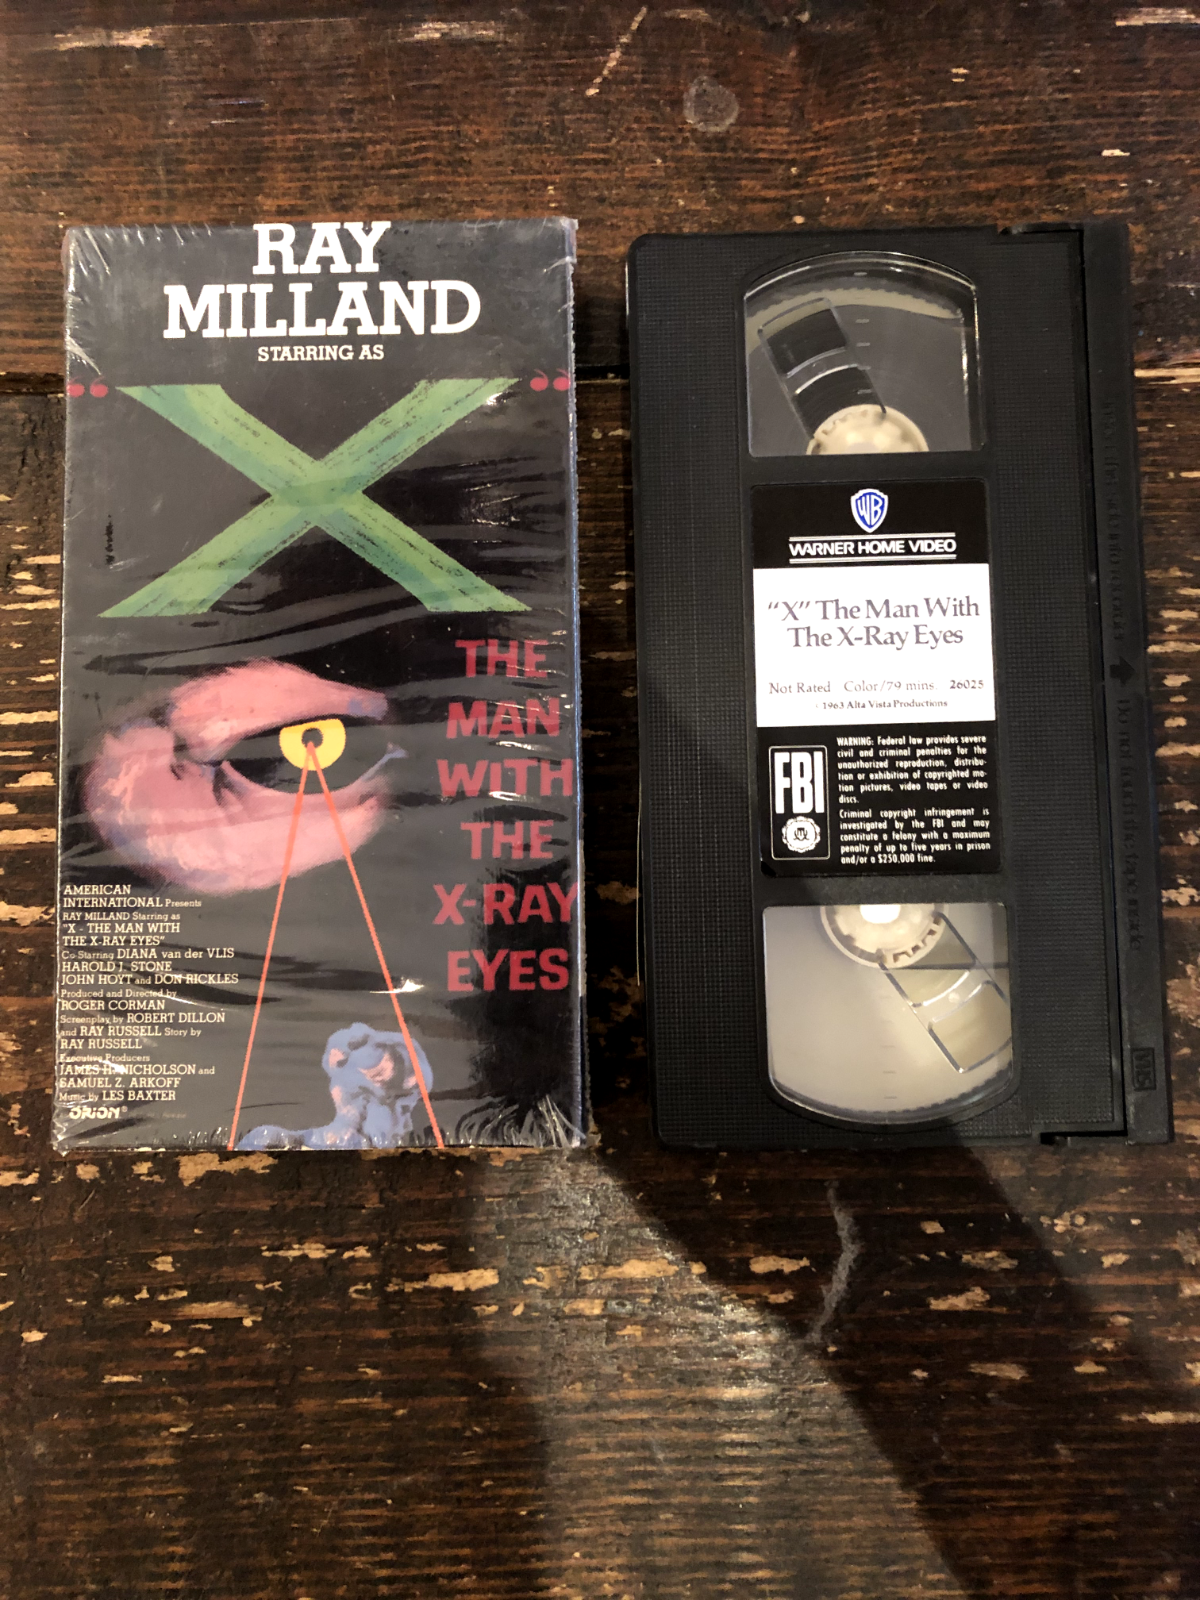 RAY
MILLAND
STARRING AS
“X”
THE
MAN
WITH
THE
X-RAY
EYES
AMERICAN
INTERNATIONAL Presents
RAY MILLAND Starring as
"X - THE MAN WITH
THE X-RAY EYES"
Co-Starring DIANA van der VLIS
HAROLD J. STONE
JOHN HOYT and DON RICKLES
Produced and Directed by
ROGER CORMAN
Screenplay by ROBERT DILLON
and RAY RUSSELL Story by
RAY RUSSELL
Executive Producers
JAMES H. NICHOLSON and
SAMUEL Z. ARKOFF
Music by LES BAXTER
ORION®
WB
WARNER HOME VIDEO
“X” The Man With
The X-Ray Eyes
Not Rated Color/79 mins. 26025
1963 Alta Vista Productions
FBI
WARNING: Federal law provides severe
civil and criminal penalties for the
unauthorized reproduction, distribu-
tion or exhibition of copyrighted mo-
tion pictures, video tapes or video
discs.
Criminal copyright infringement is
investigated by the FBI and may
constitute a felony with a maximum
penalty of up to five years in prison
and/or a $250,000 fine.
Do not touch the tape inside
VHS